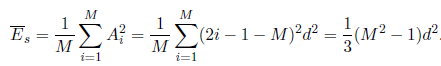 $\overline{E}_s = \frac{1}{M} \sum_{i=1}^{M} A_i^2 = \frac{1}{M} \sum_{i=1}^{M} (2i - 1 - M)^2 d^2 = \frac{1}{3}(M^2 - 1)d^2.$